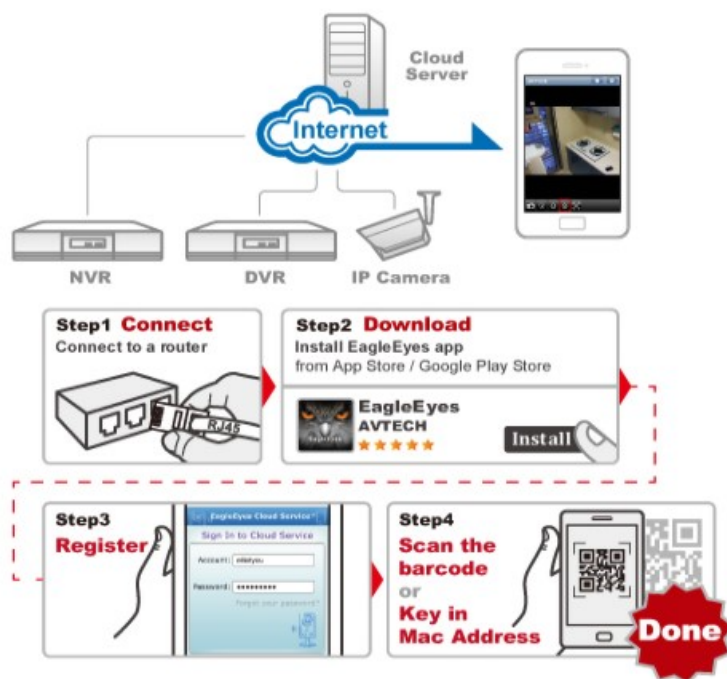 Cloud
Server
Internet
NVR
DVR
IP Camera
Step1 Connect
Connect to a router
RJ45
Step2 Download
Install EagleEyes app
from App Store / Google Play Store
EagleEyes
AVTECH
Install
Step3
Register
EagleEyes Cloud Service
Sign In to Cloud Service
Account:
Password: *********
Forgot your password?
Step4
Scan the
barcode
or
Key in
Mac Address
Done